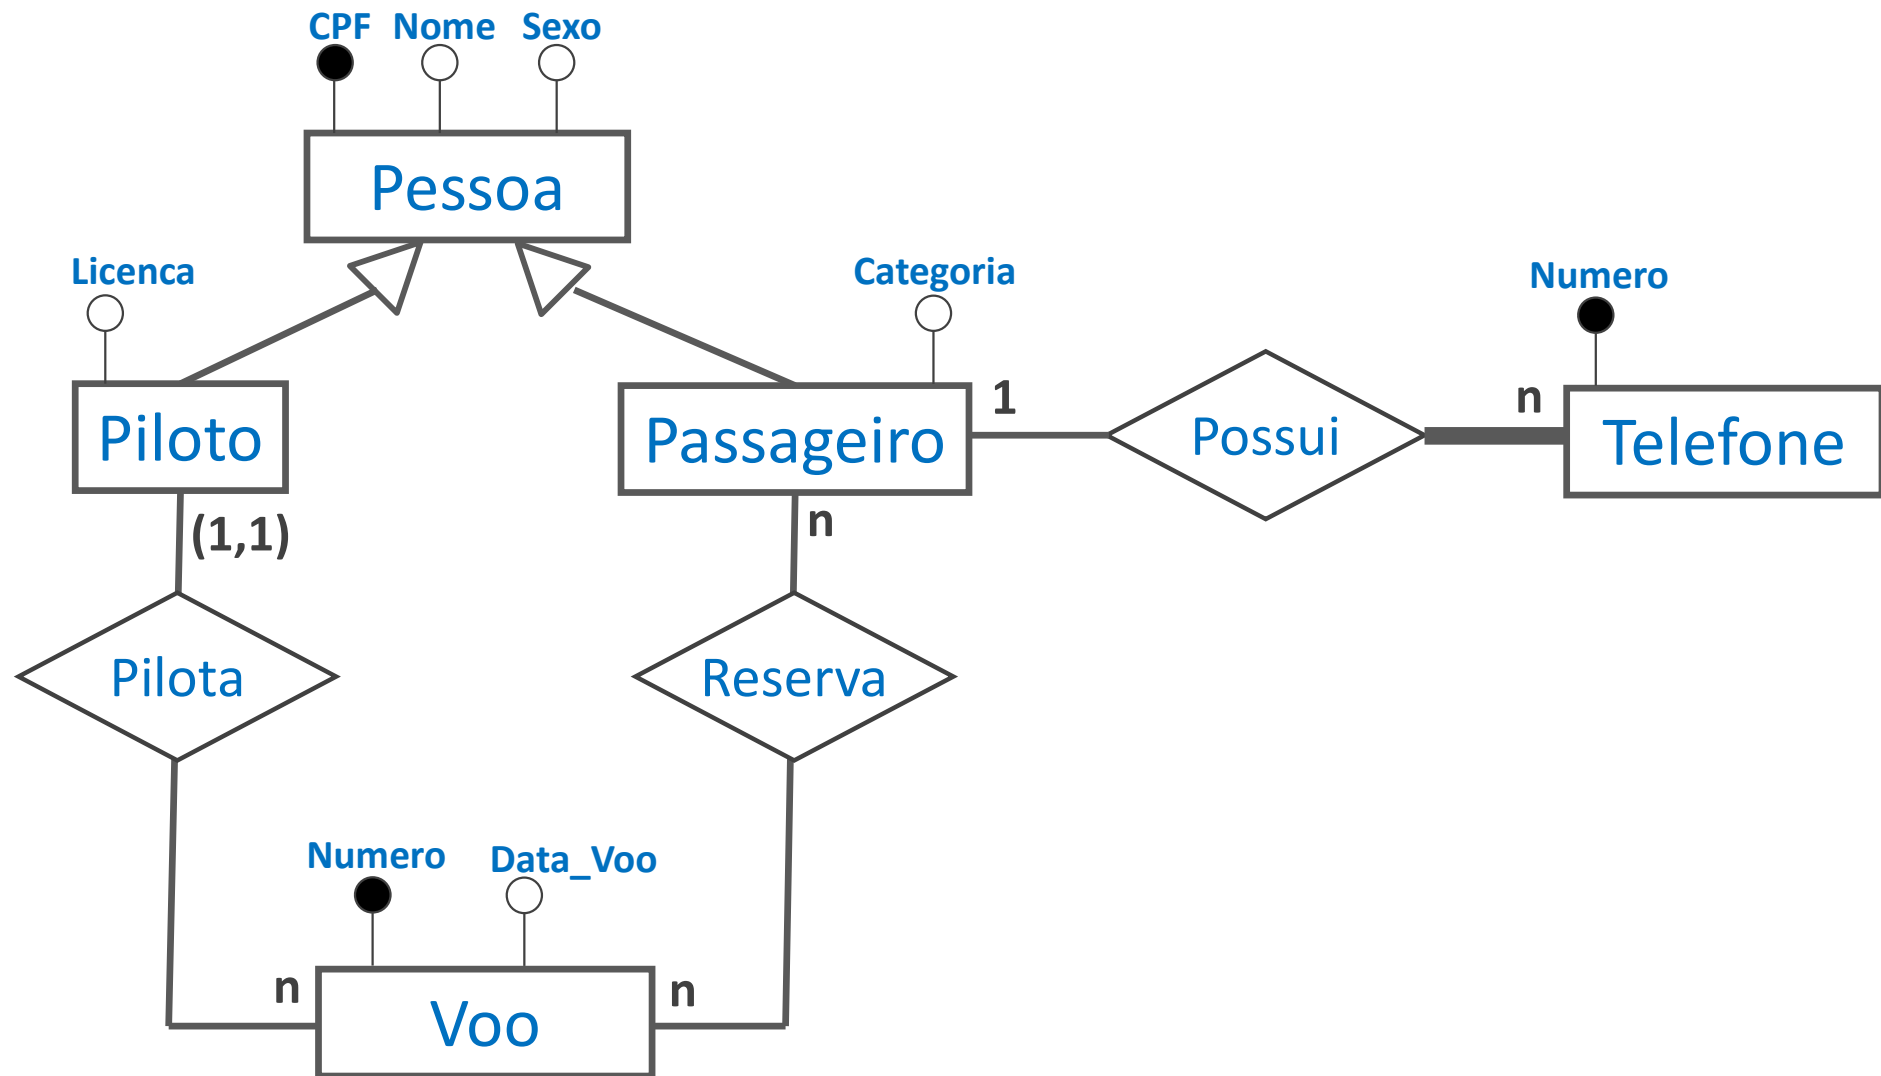 CPF Nome Sexo
Pessoa
Licenca
Categoria
Numero
Piloto
Passageiro
1
Possui
n
Telefone
(1,1)
n
Pilota
Reserva
Numero
Data_Voo
n
Voo
n